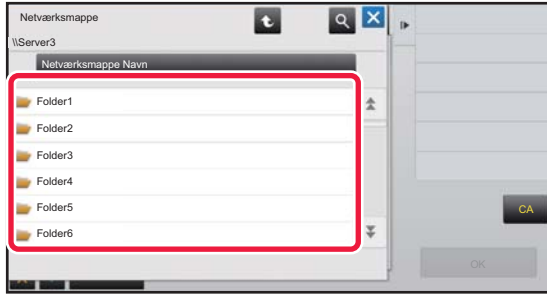 Netværksmappe
\\Server3
Netværksmappe Navn
Folder1
Folder2
Folder3
Folder4
Folder5
Folder6
CA
OK